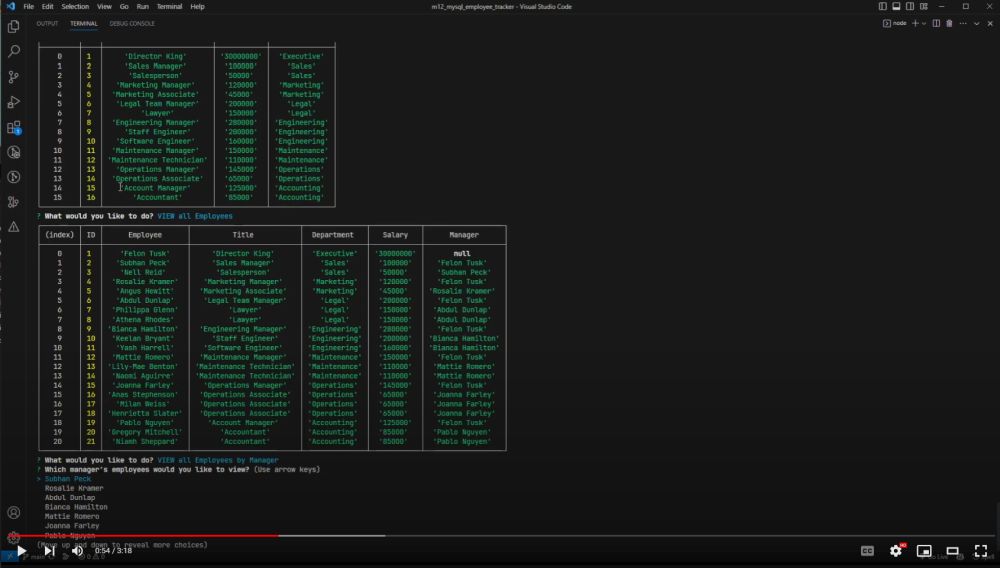 File Edit Selection View Go Run Terminal Help m12_mysql_employee_tracker - Visual Studio Code
OUTPUT TERMINAL DEBUG CONSOLE node
0 1 'Director King' '30000000' 'Executive'
1 2 'Sales Manager' '100000' 'Sales'
2 3 'Salesperson' '50000' 'Sales'
3 4 'Marketing Manager' '120000' 'Marketing'
4 5 'Marketing Associate' '45000' 'Marketing'
5 6 'Legal Team Manager' '200000' 'Legal'
6 7 'Lawyer' '150000' 'Legal'
7 8 'Engineering Manager' '280000' 'Engineering'
8 9 'Staff Engineer' '200000' 'Engineering'
9 10 'Software Engineer' '160000' 'Engineering'
10 11 'Maintenance Manager' '150000' 'Maintenance'
11 12 'Maintenance Technician' '110000' 'Maintenance'
12 13 'Operations Manager' '145000' 'Operations'
13 14 'Operations Associate' '65000' 'Operations'
14 15 'Account Manager' '125000' 'Accounting'
15 16 'Accountant' '85000' 'Accounting'
? What would you like to do? VIEW all Employees
(index) ID Employee Title Department Salary Manager
0 1 'Felon Tusk' 'Director King' 'Executive' '30000000' null
1 2 'Subhan Peck' 'Sales Manager' 'Sales' '100000' 'Felon Tusk'
2 3 'Nell Reid' 'Salesperson' 'Sales' '50000' 'Subhan Peck'
3 4 'Rosalie Kramer' 'Marketing Manager' 'Marketing' '120000' 'Felon Tusk'
4 5 'Angus Hewitt' 'Marketing Associate' 'Marketing' '45000' 'Rosalie Kramer'
5 6 'Abdul Dunlap' 'Legal Team Manager' 'Legal' '200000' 'Felon Tusk'
6 7 'Philippa Glenn' 'Lawyer' 'Legal' '150000' 'Abdul Dunlap'
7 8 'Athena Rhodes' 'Lawyer' 'Legal' '150000' 'Abdul Dunlap'
8 9 'Bianca Hamilton' 'Engineering Manager' 'Engineering' '280000' 'Felon Tusk'
9 10 'Keelan Bryant' 'Staff Engineer' 'Engineering' '200000' 'Bianca Hamilton'
10 11 'Yash Harrell' 'Software Engineer' 'Engineering' '160000' 'Bianca Hamilton'
11 12 'Mattie Romero' 'Maintenance Manager' 'Maintenance' '150000' 'Felon Tusk'
12 13 'Lily-Mae Benton' 'Maintenance Technician' 'Maintenance' '110000' 'Mattie Romero'
13 14 'Naomi Aguirre' 'Maintenance Technician' 'Maintenance' '110000' 'Mattie Romero'
14 15 'Joanna Farley' 'Operations Manager' 'Operations' '145000' 'Felon Tusk'
15 16 'Anas Stephenson' 'Operations Associate' 'Operations' '65000' 'Joanna Farley'
16 17 'Milan Weiss' 'Operations Associate' 'Operations' '65000' 'Joanna Farley'
17 18 'Henrietta Slater' 'Operations Associate' 'Operations' '65000' 'Joanna Farley'
18 19 'Pablo Nguyen' 'Account Manager' 'Accounting' '125000' 'Felon Tusk'
19 20 'Gregory Mitchell' 'Accountant' 'Accounting' '85000' 'Pablo Nguyen'
20 21 'Niamh Sheppard' 'Accountant' 'Accounting' '85000' 'Pablo Nguyen'
? What would you like to do? VIEW all Employees by Manager
? Which manager's employees would you like to view? (Use arrow keys)
> Subhan Peck
Rosalie Kramer
Abdul Dunlap
Bianca Hamilton
Mattie Romero
Joanna Farley
Pablo Nguyen
(Move up and down to reveal more choices)
0:54 / 3:18